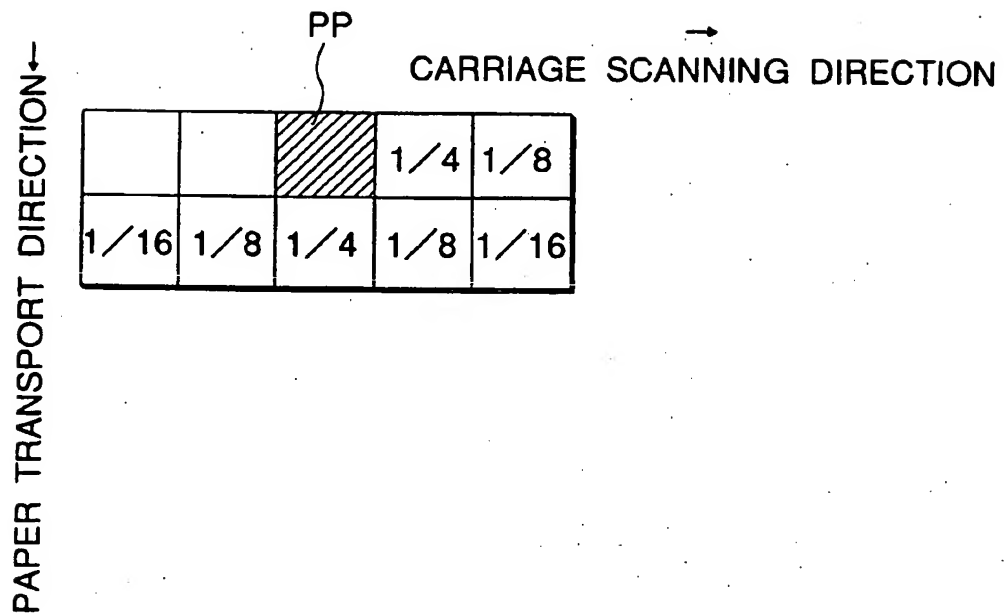 PP
→
CARRIAGE SCANNING DIRECTION
PAPER TRANSPORT DIRECTION←
1/4 1/8
1/16 1/8 1/4 1/8 1/16